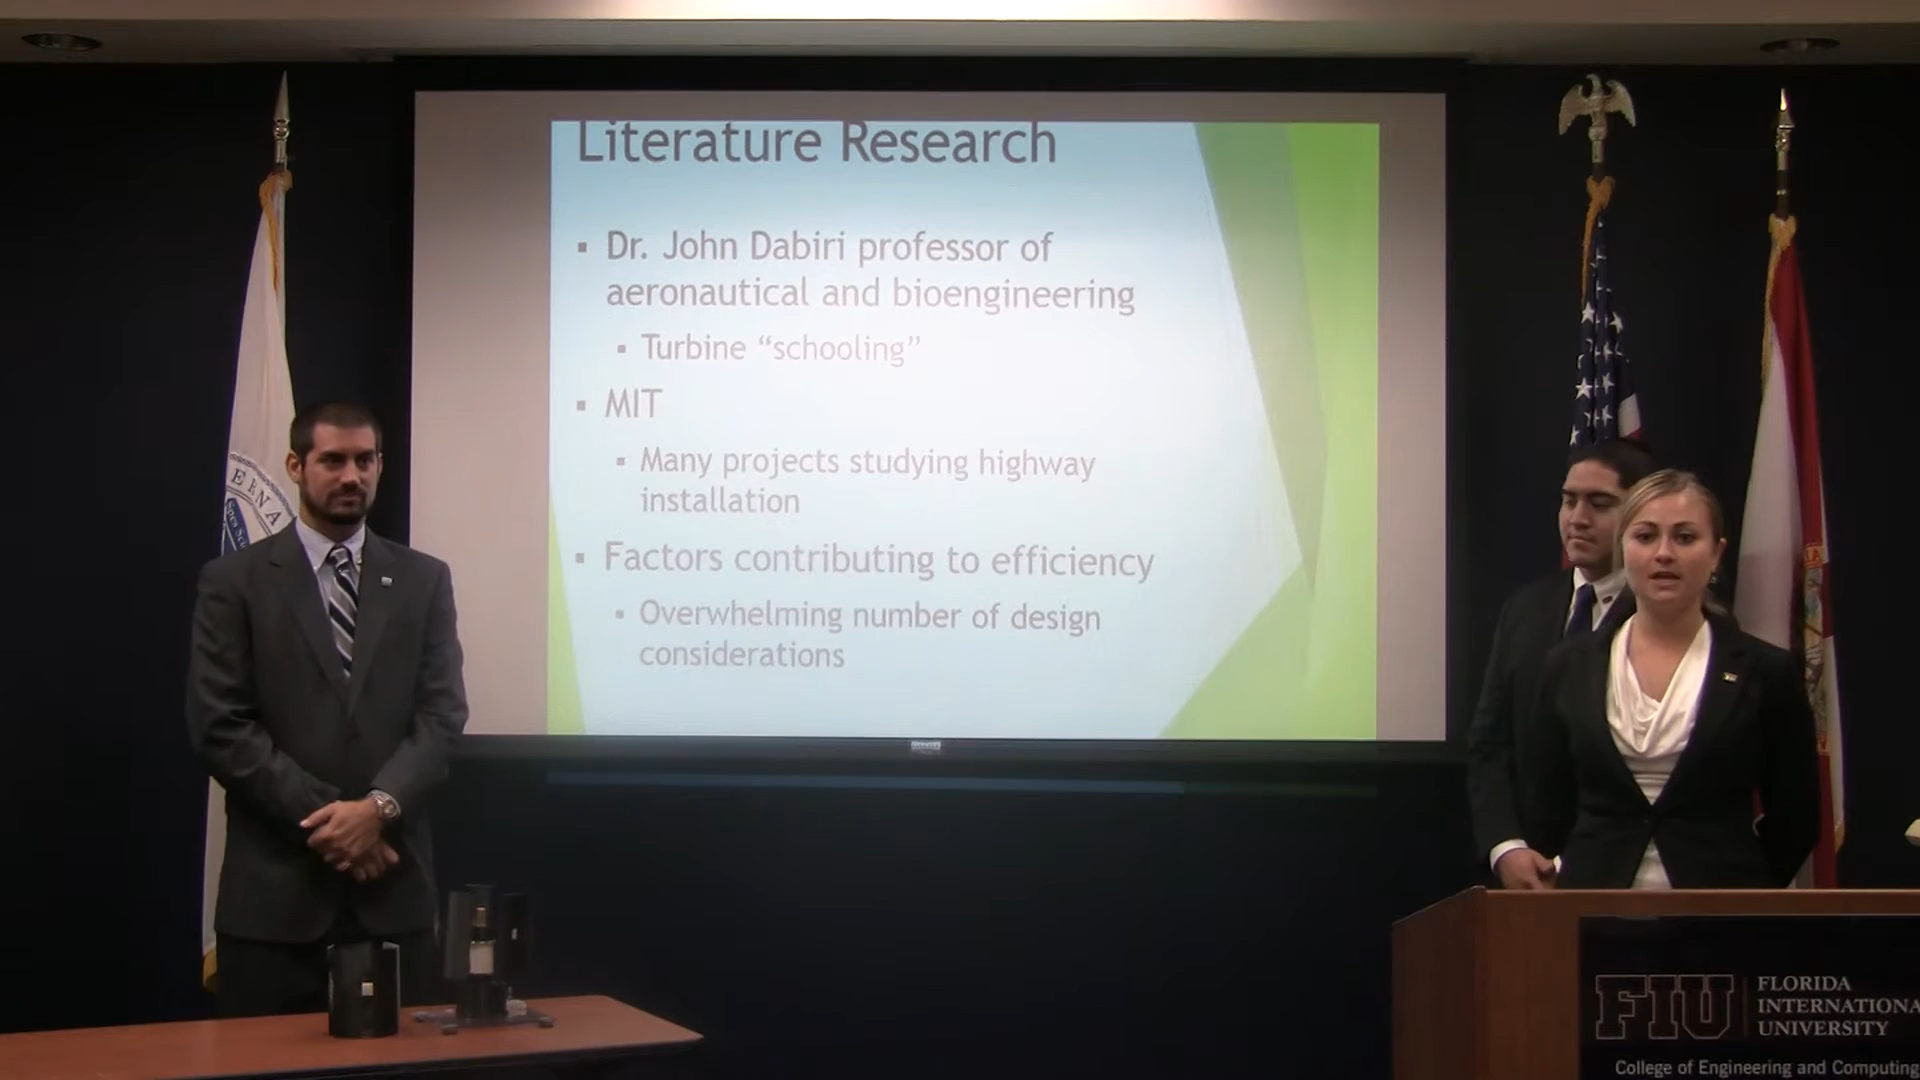 Literature Research
▪ Dr. John Dabiri professor of
aeronautical and bioengineering
▪ Turbine “schooling”
▪ MIT
▪ Many projects studying highway
installation
▪ Factors contributing to efficiency
▪ Overwhelming number of design
considerations
FIU
FLORIDA
INTERNATIONA
UNIVERSITY
College of Engineering and Computing